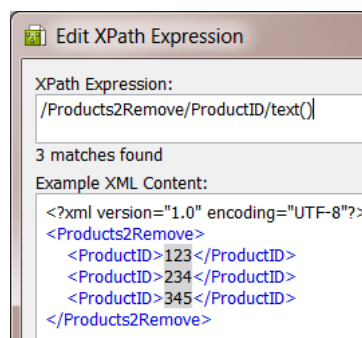 Edit XPath Expression
XPath Expression:
/Products2Remove/ProductID/text()
3 matches found
Example XML Content:
<?xml version="1.0" encoding="UTF-8"?>
<Products2Remove>
<ProductID>123</ProductID>
<ProductID>234</ProductID>
<ProductID>345</ProductID>
</Products2Remove>